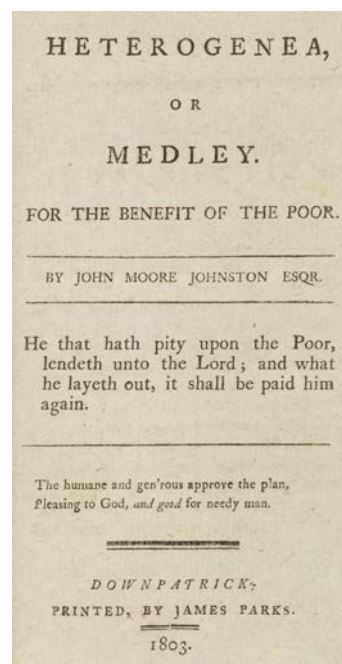 HETEROGENEA,
OR
MEDLEY.
FOR THE BENEFIT OF THE POOR.
BY JOHN MOORE JOHNSTON ESQR.
He that hath pity upon the Poor,
lendeth unto the Lord; and what
he layeth out, it shall be paid him
again.
The humane and gen'rous approve the plan,
Pleasing to God, and good for needy man.
DOWNPATRICK:
PRINTED, BY JAMES PARKS.
1803.